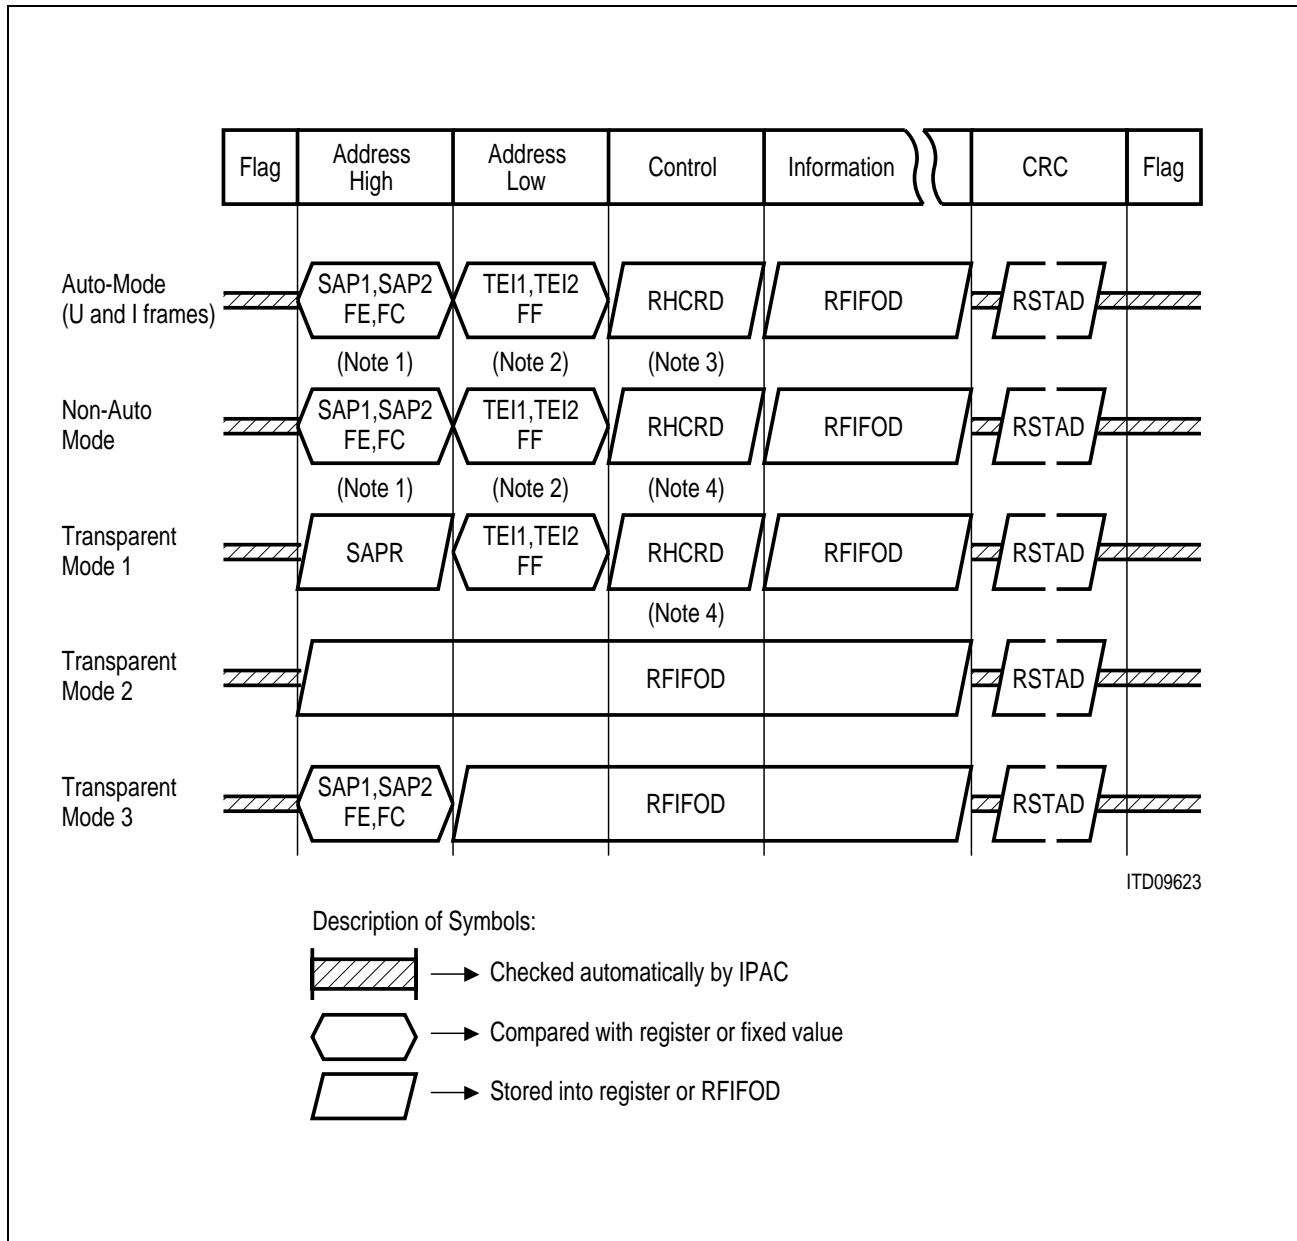 Flag Address High Address Low Control Information CRC Flag
Auto-Mode (U and I frames) SAP1,SAP2 FE,FC TEI1,TEI2 FF RHCRD RFIFOD RSTAD
(Note 1) (Note 2) (Note 3)
Non-Auto Mode SAP1,SAP2 FE,FC TEI1,TEI2 FF RHCRD RFIFOD RSTAD
(Note 1) (Note 2) (Note 4)
Transparent Mode 1 SAPR TEI1,TEI2 FF RHCRD RFIFOD RSTAD
(Note 4)
Transparent Mode 2 RFIFOD RSTAD
Transparent Mode 3 SAP1,SAP2 FE,FC RFIFOD RSTAD
ITD09623
Description of Symbols:
Checked automatically by IPAC
Compared with register or fixed value
Stored into register or RFIFOD